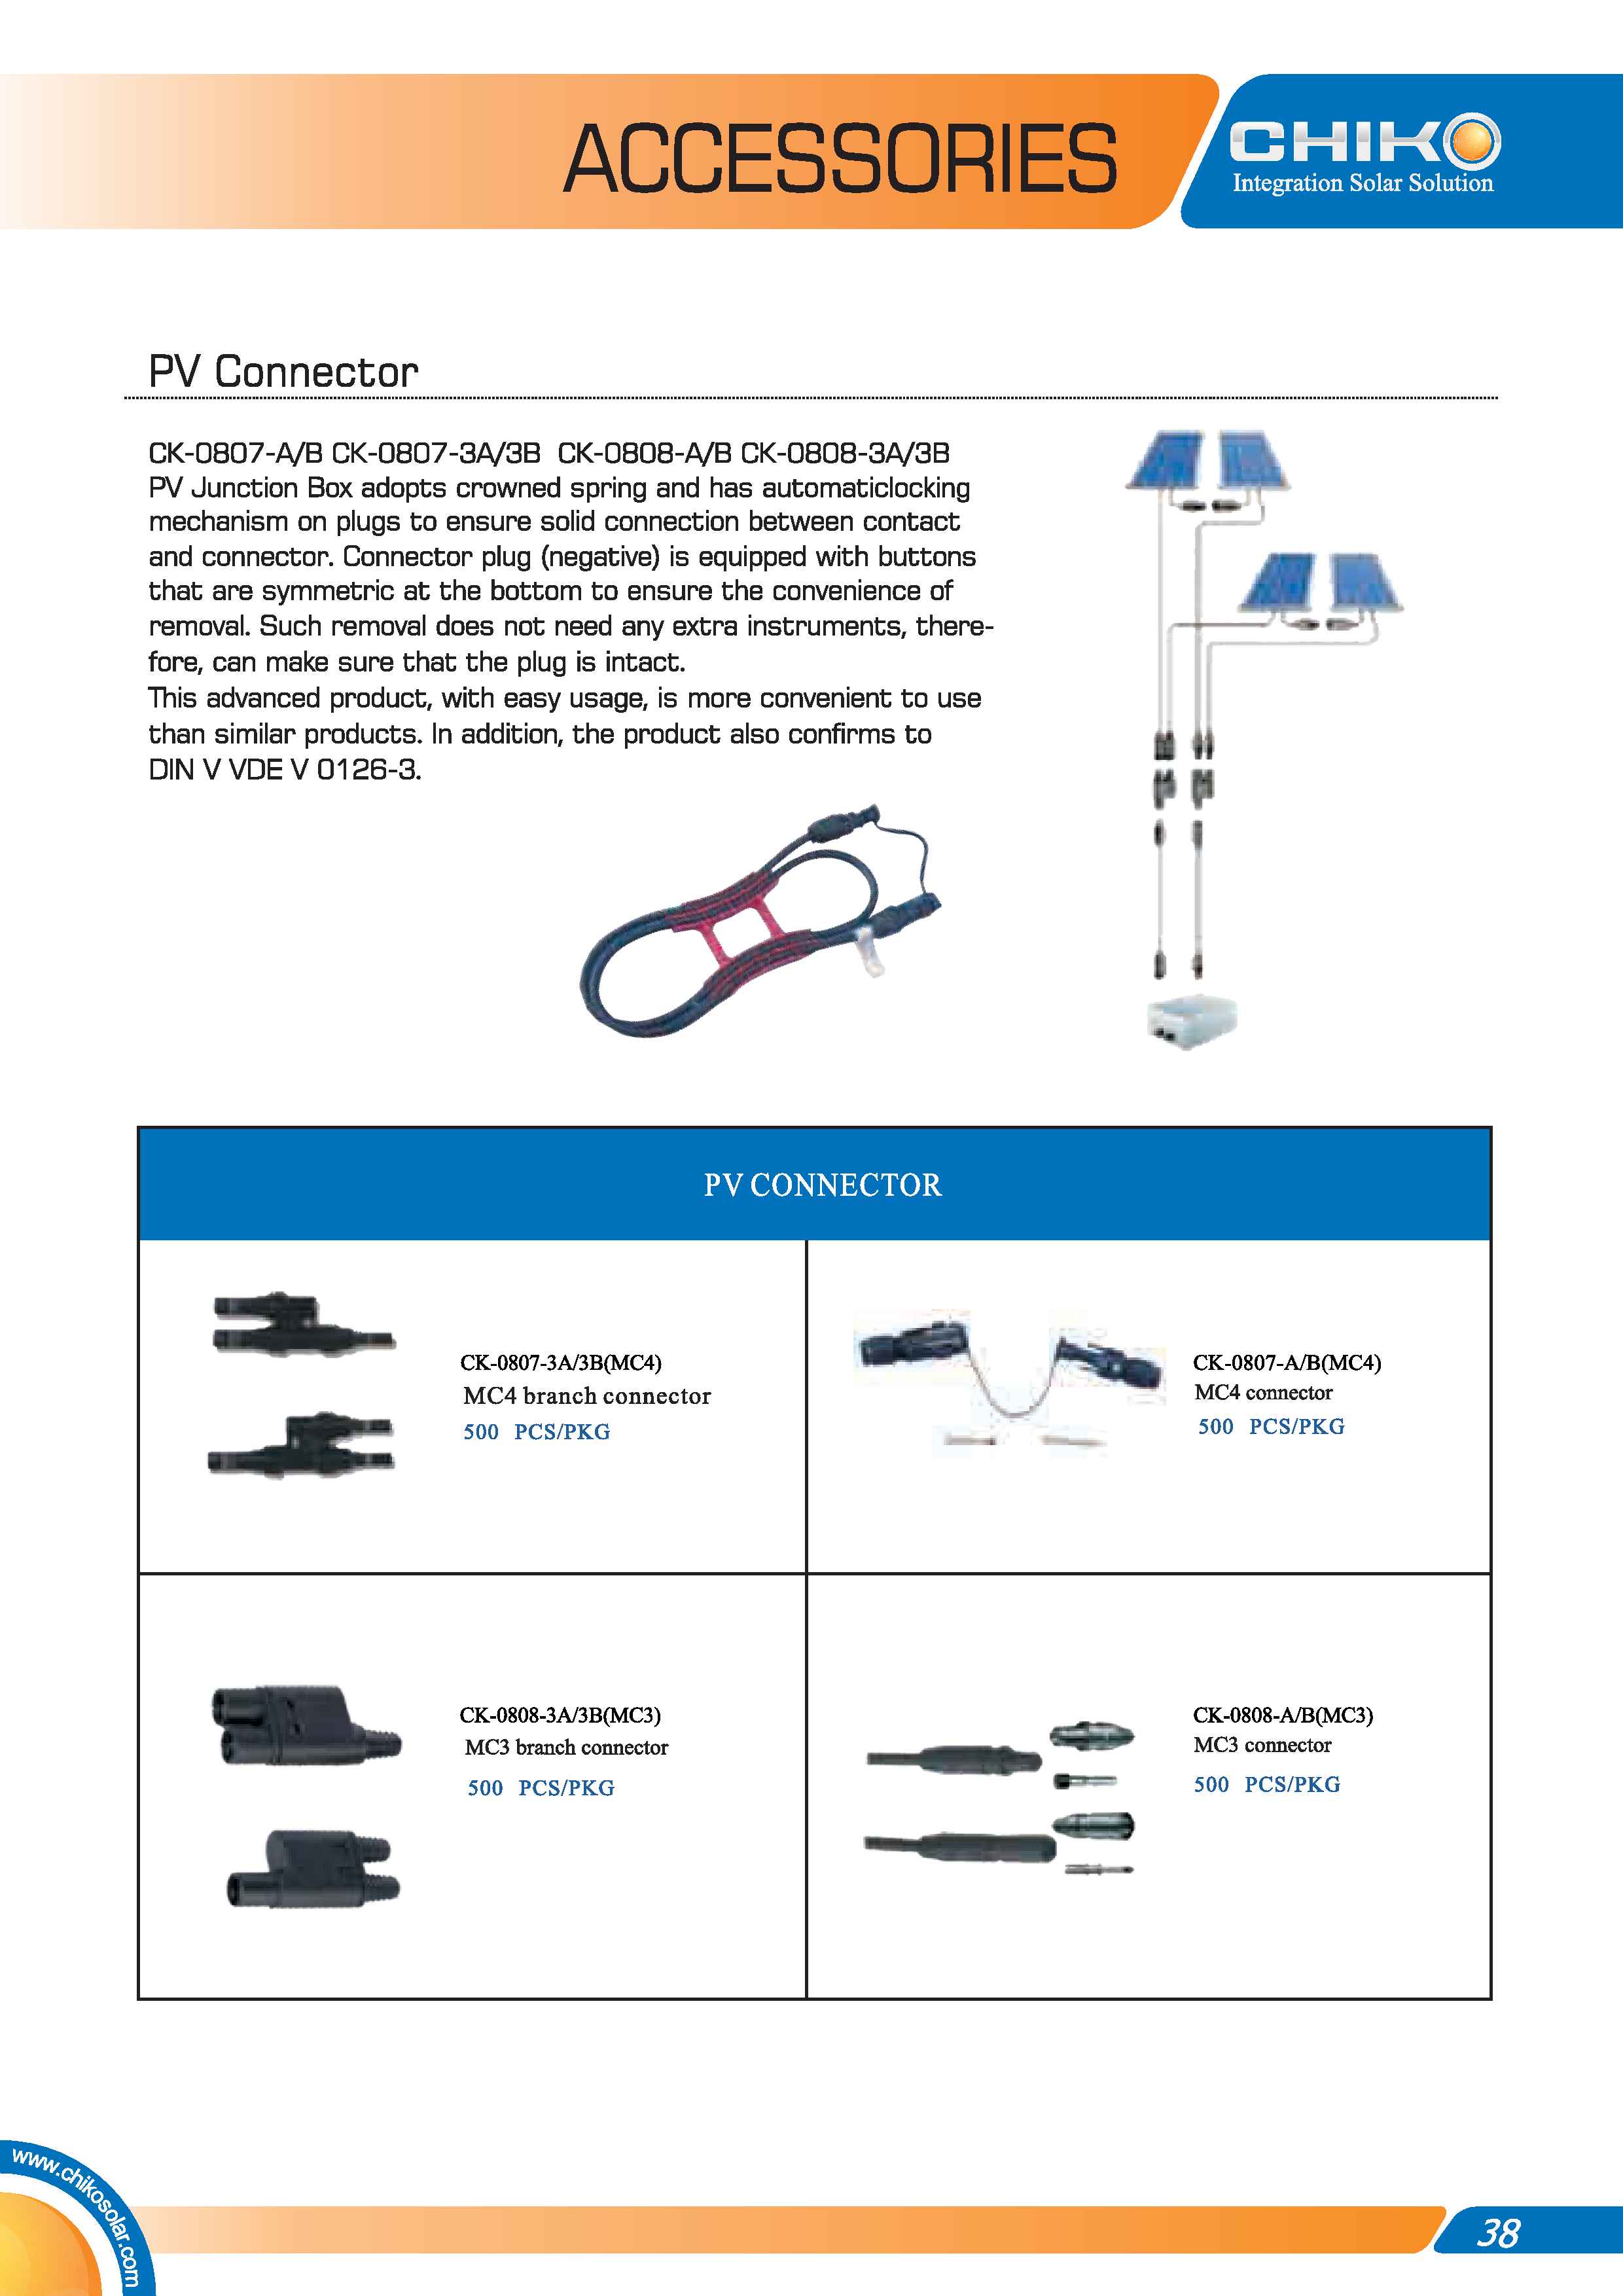 ACCESSORIES
CHIKO
Integration Solar Solution
PV Connector
CK-0807-A/B CK-0807-3A/3B CK-0808-A/B CK-0808-3A/3B
PV Junction Box adopts crowned spring and has automaticlocking
mechanism on plugs to ensure solid connection between contact
and connector. Connector plug (negative) is equipped with buttons
that are symmetric at the bottom to ensure the convenience of
removal. Such removal does not need any extra instruments, there-
fore, can make sure that the plug is intact.
This advanced product, with easy usage, is more convenient to use
than similar products. In addition, the product also confirms to
DIN V VDE V 0126-3.
PV CONNECTOR
CK-0807-3A/3B(MC4)
MC4 branch connector
500 PCS/PKG
CK-0807-A/B(MC4)
MC4 connector
500 PCS/PKG
CK-0808-3A/3B(MC3)
MC3 branch connector
500 PCS/PKG
CK-0808-A/B(MC3)
MC3 connector
500 PCS/PKG
www.chikosolar.com
38